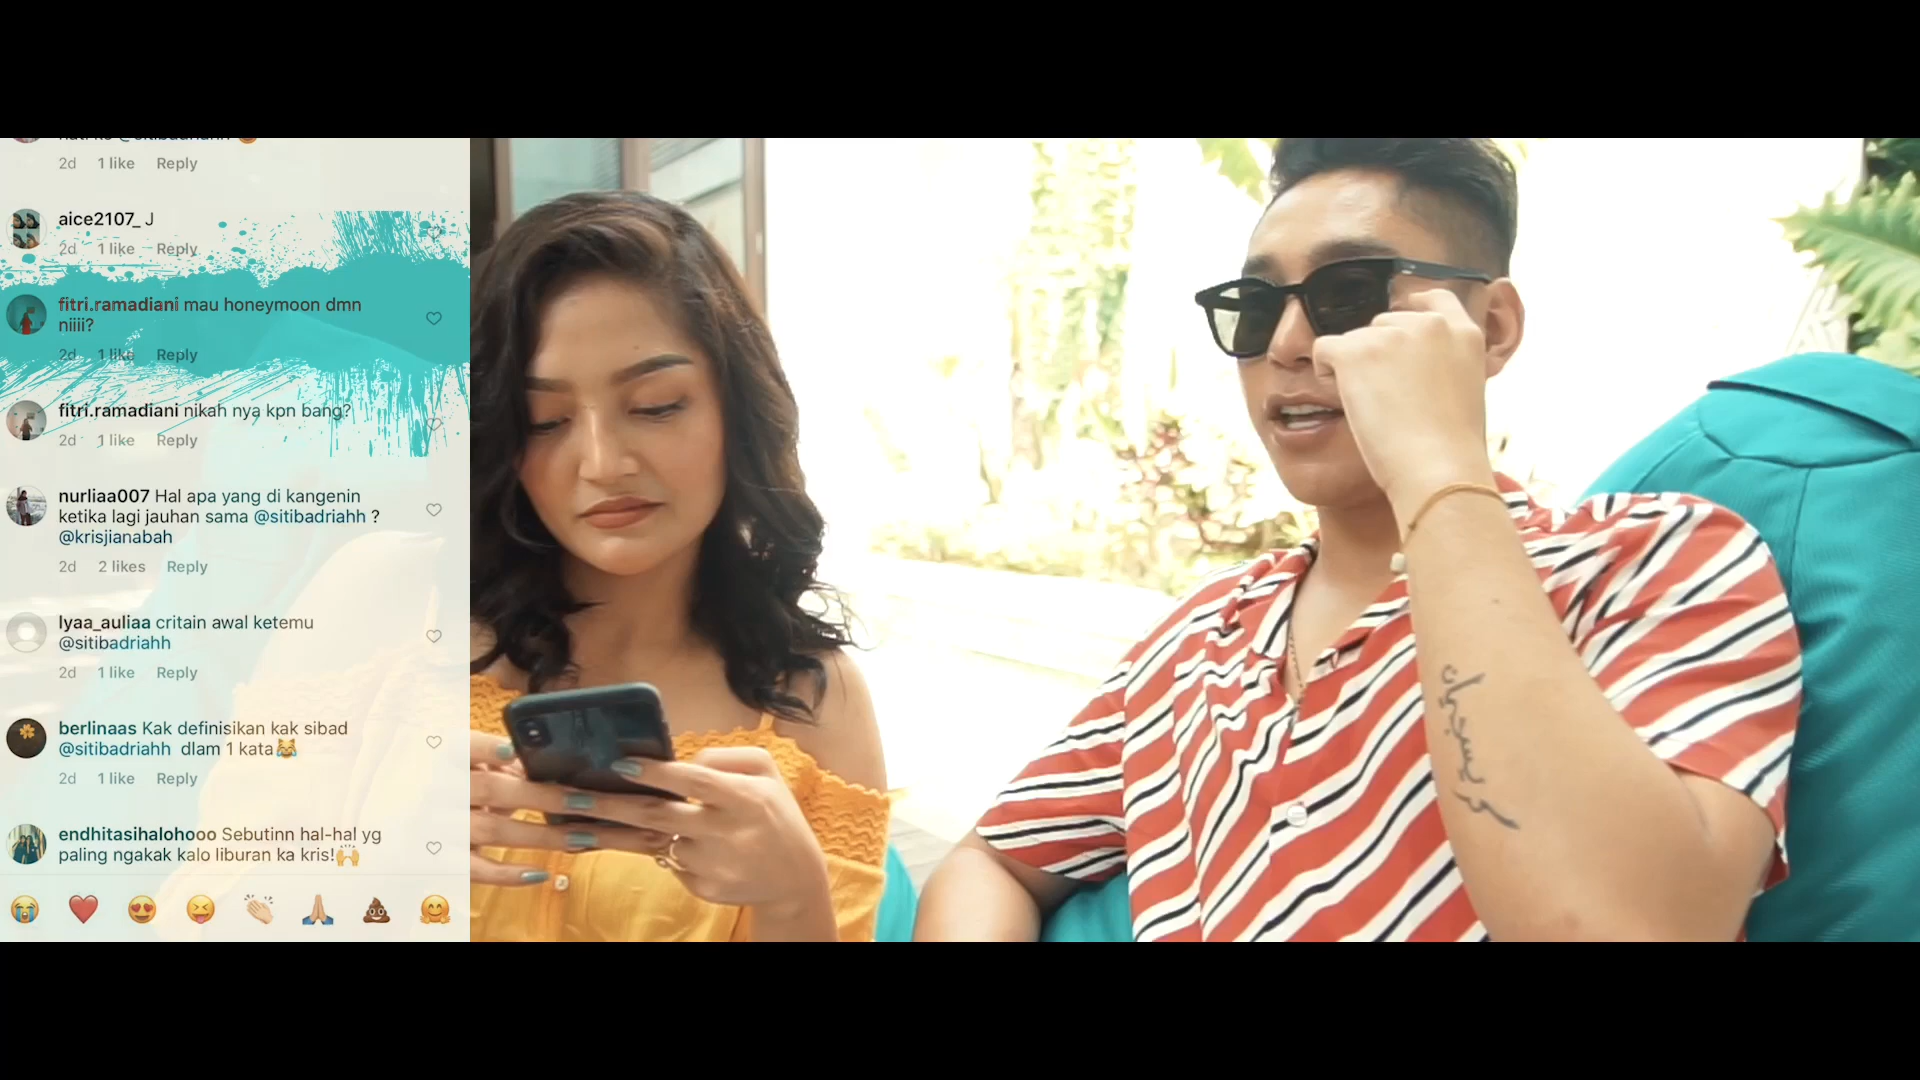 2d 1 like Reply
aice2107_ J
2d 1 like Reply
fitri.ramadiani mau honeymoon dmn
niiii?
2d 1 like Reply
fitri.ramadiani nikah nya kpn bang?
2d 1 like Reply
nurliaa007 Hal apa yang di kangenin
ketika lagi jauhan sama @sitibadriahh ?
@krisjianabah
2d 2 likes Reply
lyaa_auliaa critain awal ketemu
@sitibadriahh
2d 1 like Reply
berlinaas Kak definisikan kak sibad
@sitibadriahh dlam 1 kata😹
2d 1 like Reply
endhitasihalohooo Sebutinn hal-hal yg
paling ngakak kalo liburan ka kris!🙌